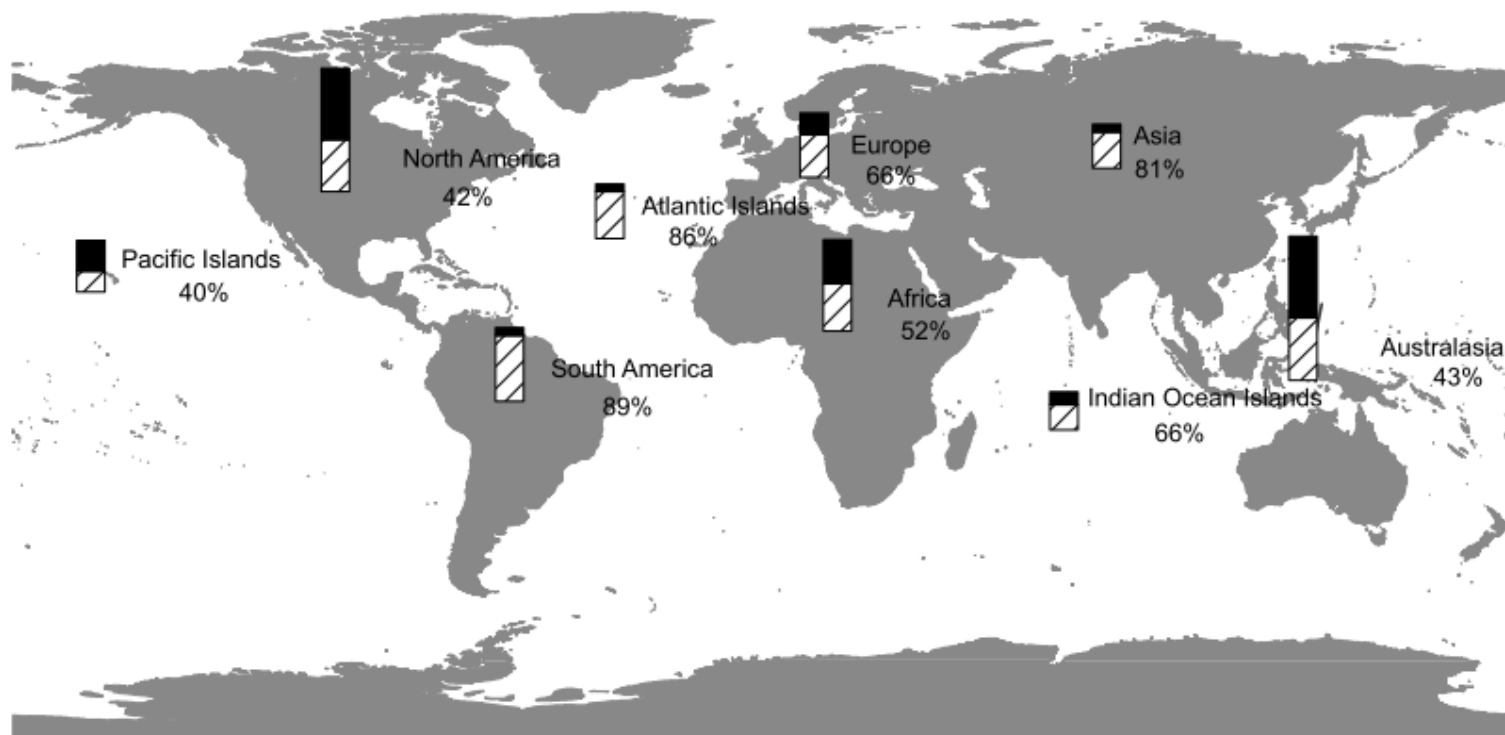 North America
42%
Europe
66%
Asia
81%
Atlantic Islands
86%
Pacific Islands
40%
Africa
52%
South America
89%
Australasia
43%
Indian Ocean Islands
66%